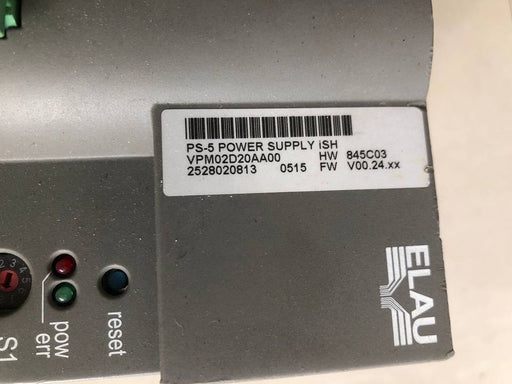 PS-5 POWER SUPPLY iSH
VPM02D20AA00 HW 845C03
2528020813 0515 FW V00.24.xx
ELAU
pow
err
reset
S1